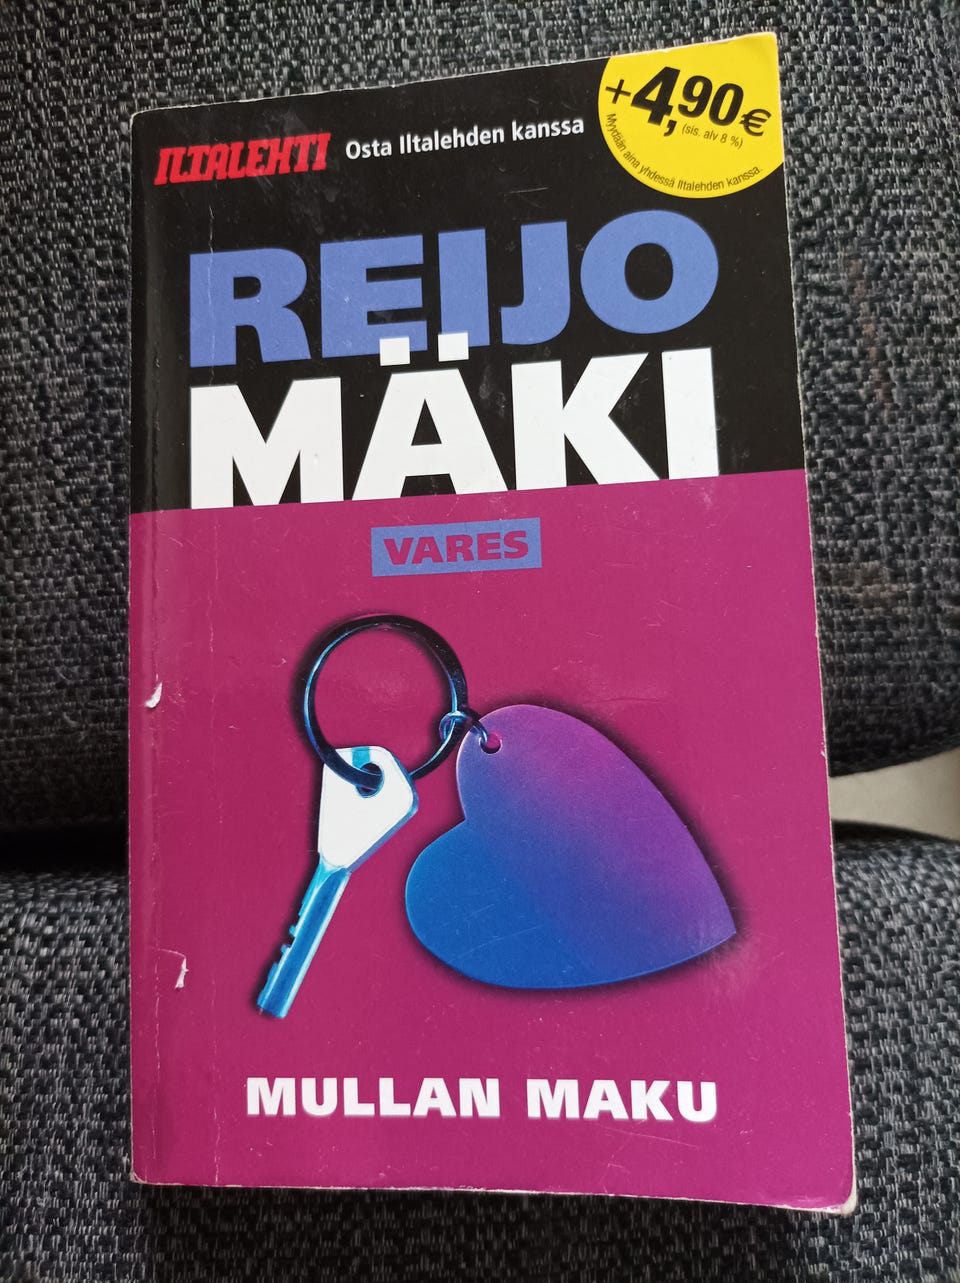 ILTALEHTI Osta Iltalehden kanssa
+4,90€
(sis. alv 8 %)
Myydään aina yhdessä Iltalehden kanssa.
REIJO
MÄKI
VARES
MULLAN MAKU